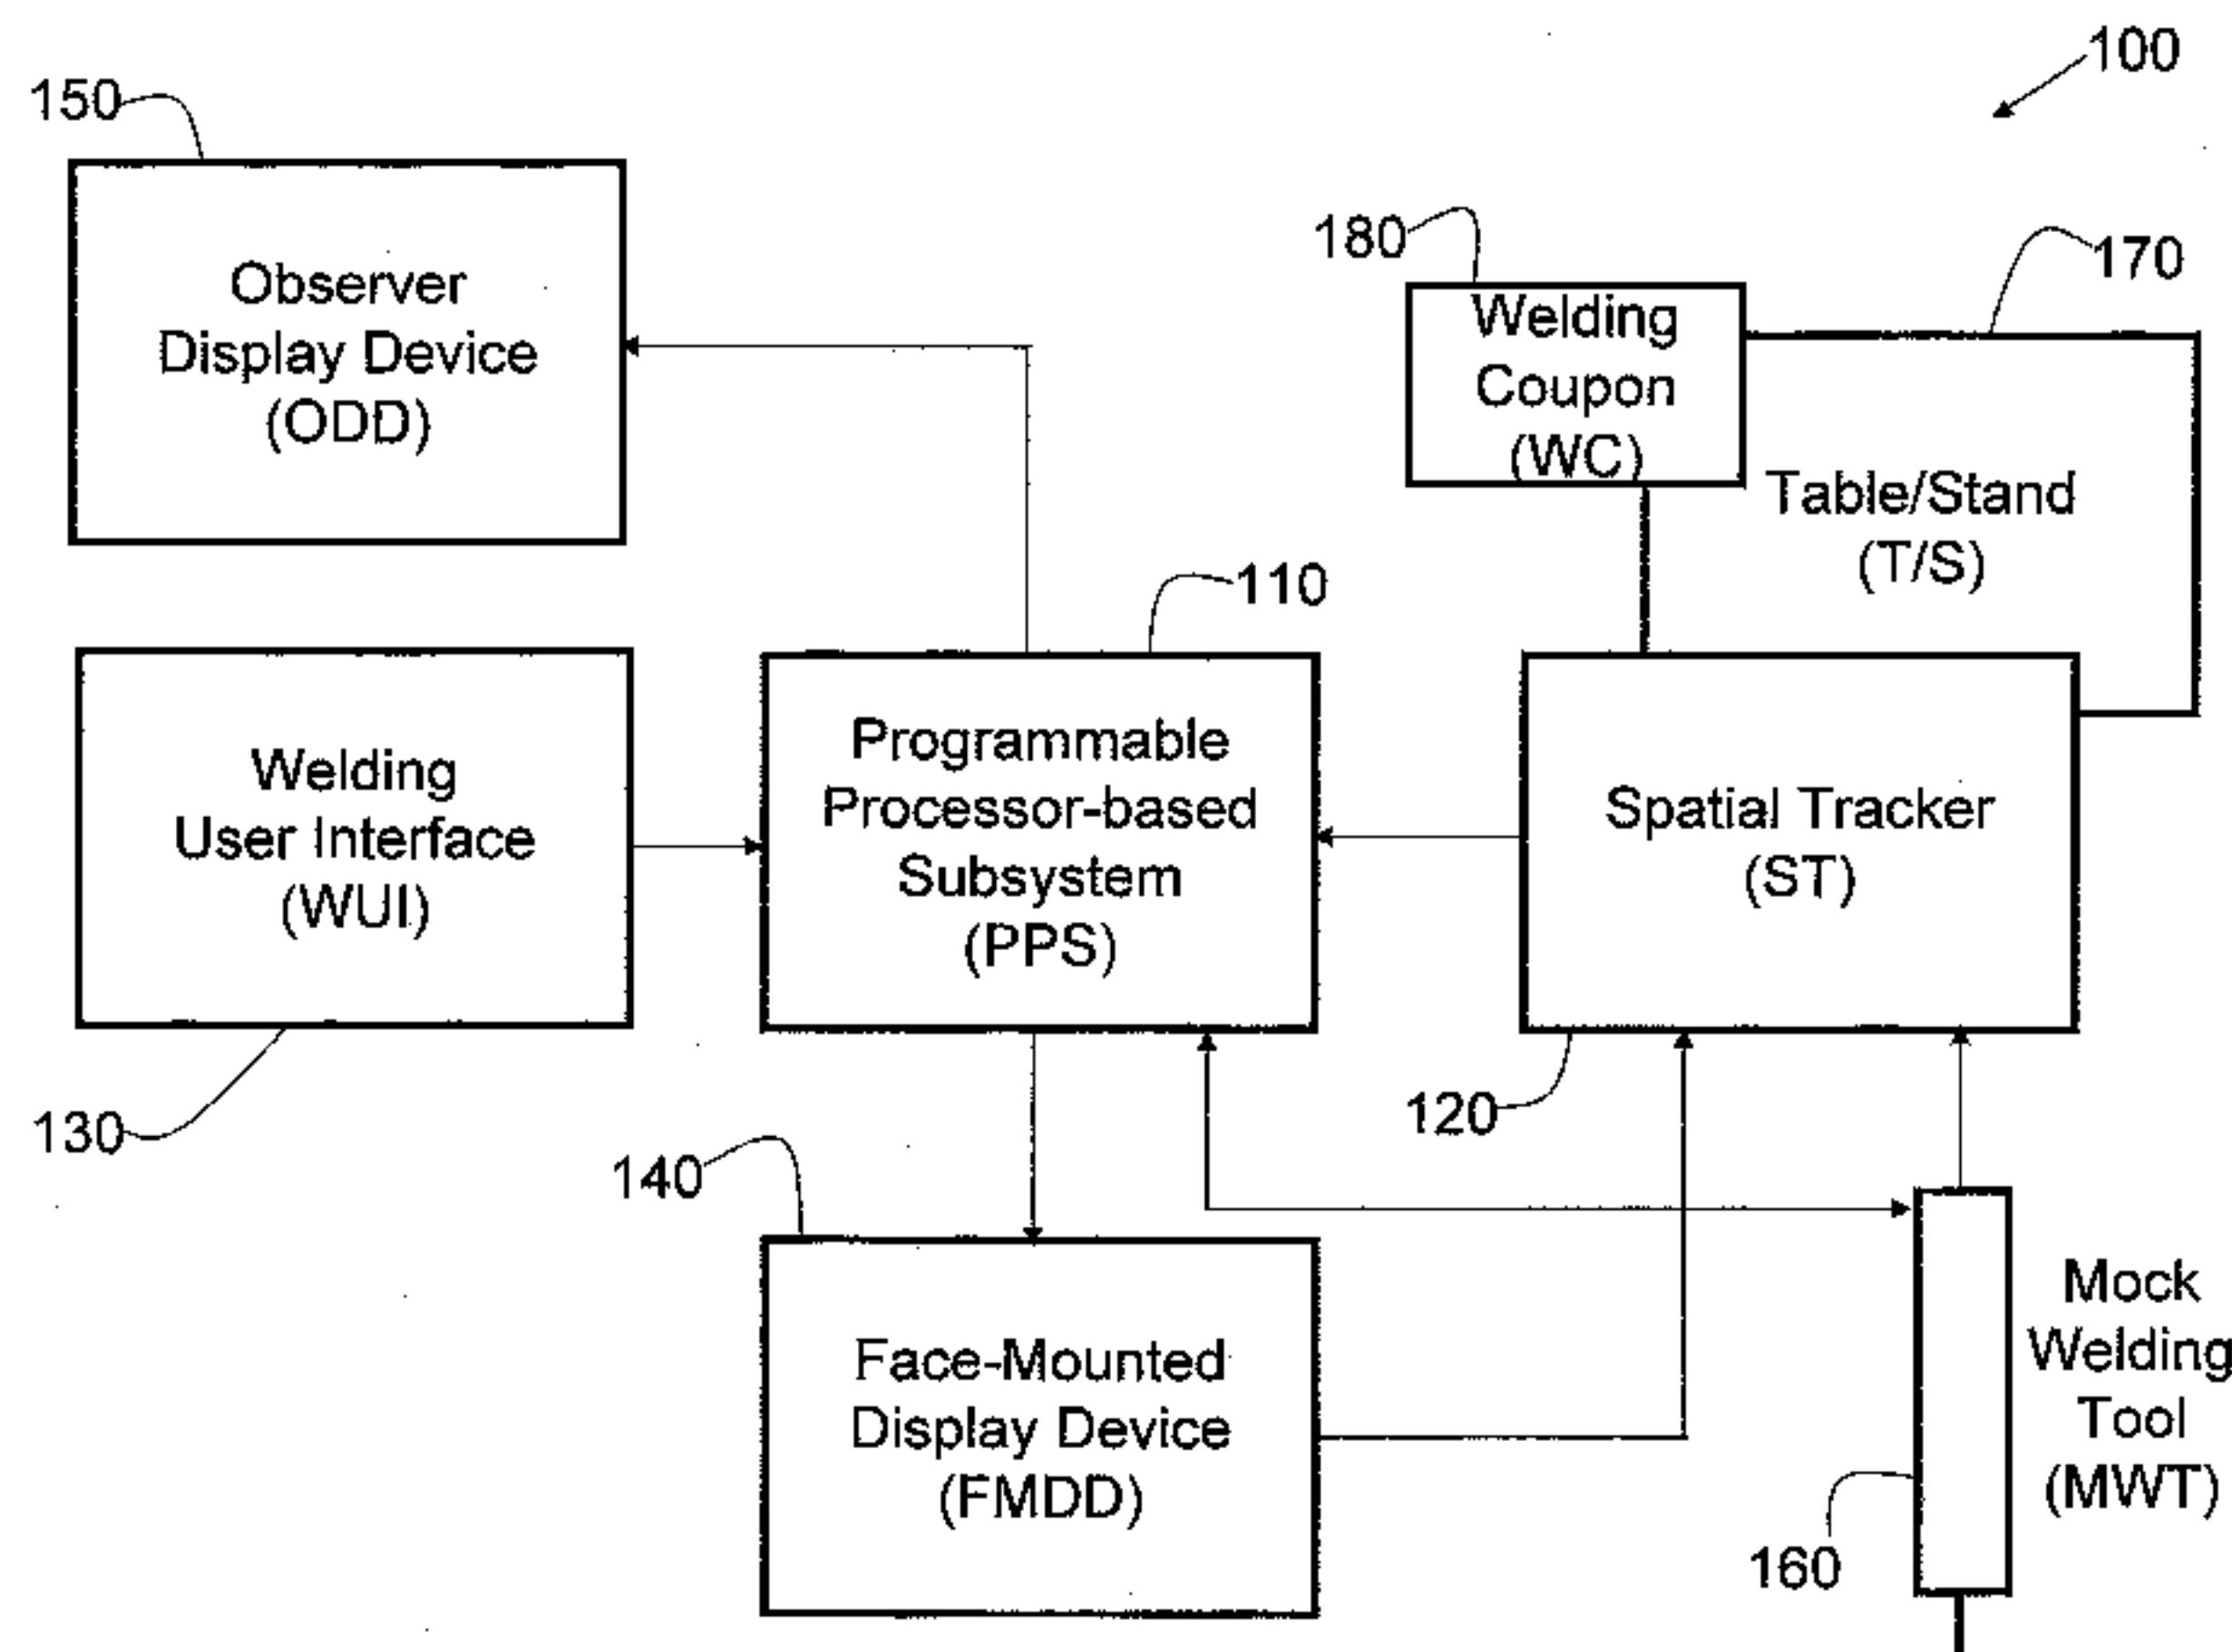 100
150
Observer
Display Device
(ODD)
180
Welding
Coupon
(WC)
170
Table/Stand
(T/S)
110
Welding
User Interface
(WUI)
130
Programmable
Processor-based
Subsystem
(PPS)
Spatial Tracker
(ST)
120
140
Face-Mounted
Display Device
(FMDD)
Mock
Welding
Tool
(MWT)
160